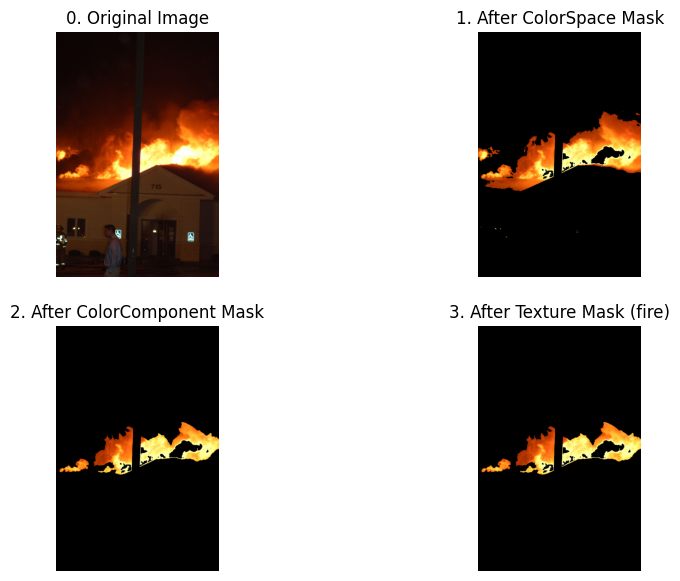 0. Original Image
1. After ColorSpace Mask
2. After ColorComponent Mask
3. After Texture Mask (fire)